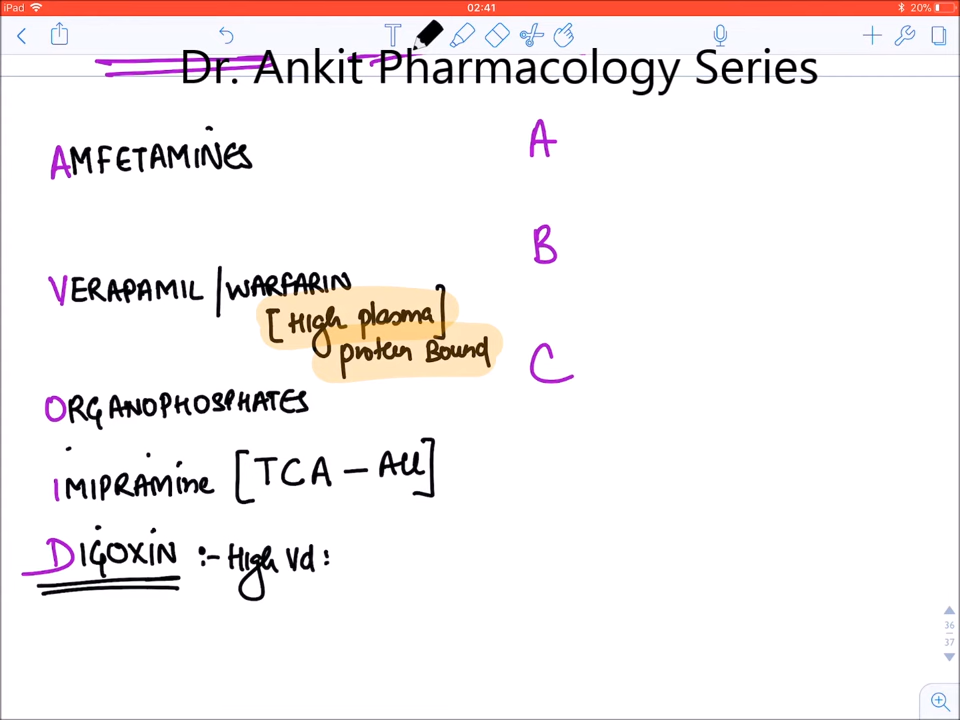 iPad 02:41 20%
T
Dr. Ankit Pharmacology Series
AMFETAMINES
VERAPAMIL / WARFARIN
[High plasma]
protein Bound
ORGANOPHOSPHATES
IMIPRAMine [TCA - All]
DIGOXIN :- High Vd :
A
B
C
36
37